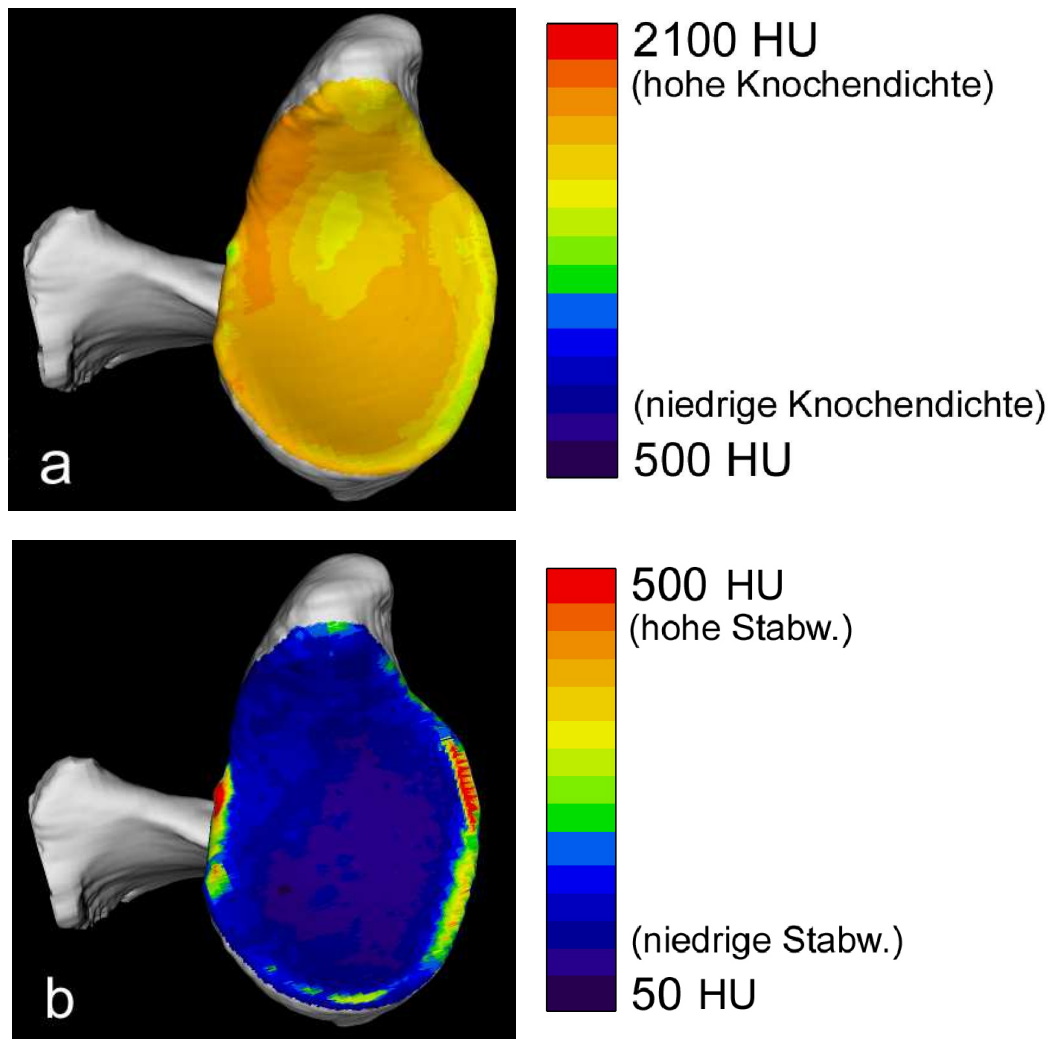 2100 HU
(hohe Knochendichte)
(niedrige Knochendichte)
500 HU
a
500 HU
(hohe Stabw.)
(niedrige Stabw.)
50 HU
b